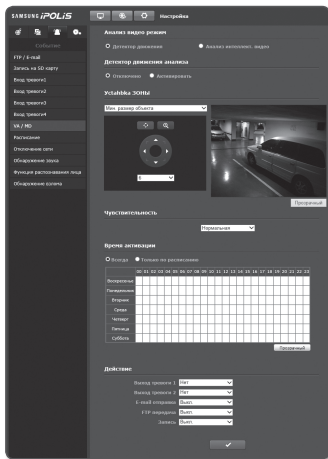 SAMSUNG iPOLiS
Настройка
События
FTP / E-mail
Запись на SD карту
Вход тревоги1
Вход тревоги2
Вход тревоги3
Вход тревоги4
VA / MD
Расписание
Отключение сети
Обнаружение звука
Функция распознавания лица
Обнаружение взлома
Анализ видео режим
Детектор движения
Анализ интеллект. видео
Детектор движения анализа
Отключено
Активировать
Установка ЗОНЫ
Мин. размер объекта
6
Прозрачный
Чувствительность
Нормальная
Время активации
Всегда
Только по расписанию
00 01 02 03 04 05 06 07 08 09 10 11 12 13 14 15 16 17 18 19 20 21 22 23
Воскресенье
Понедельник
Вторник
Среда
Четверг
Пятница
Суббота
Прозрачный
Действие
Выход тревоги 1 Нет
Выход тревоги 2 Нет
E-mail отправка Выкл.
FTP передача Выкл.
Запись Выкл.